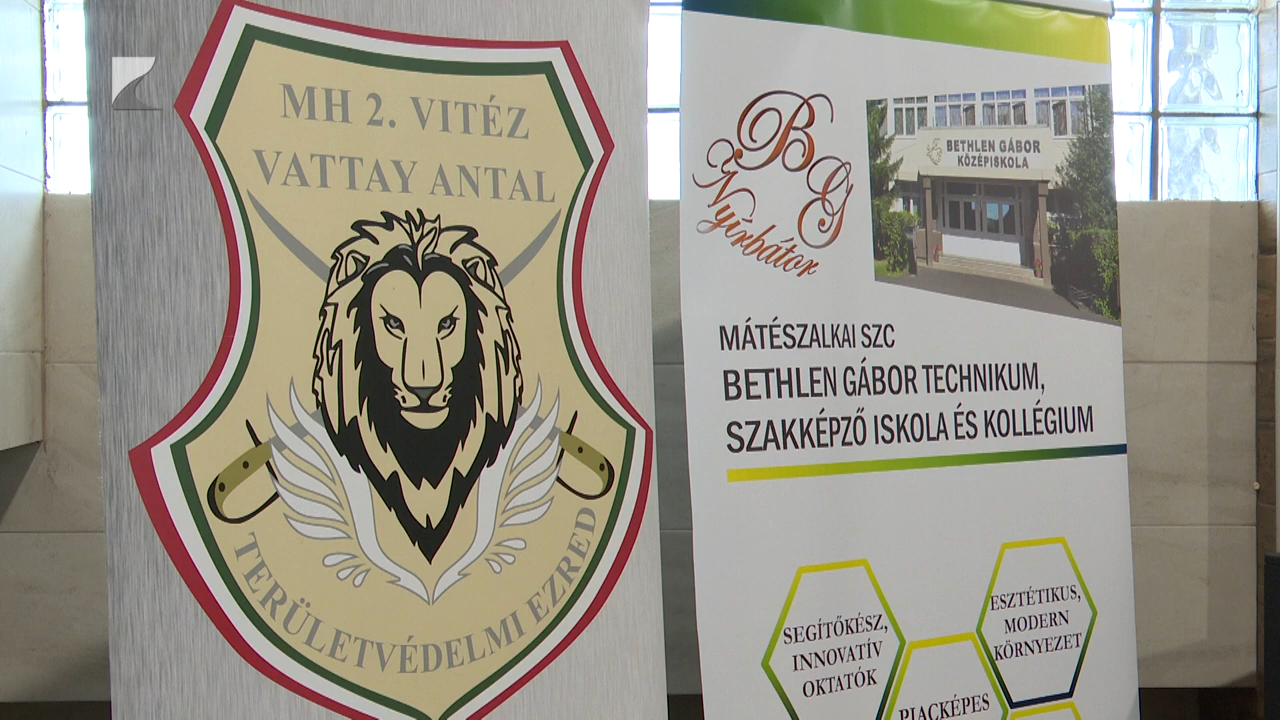 MH 2. VITÉZ
VATTAY ANTAL
TERÜLETVÉDELMI EZRED
BGS
Nyírbátor
BETHLEN GÁBOR
KÖZÉPISKOLA
MÁTÉSZALKAI SZC
BETHLEN GÁBOR TECHNIKUM,
SZAKKÉPZŐ ISKOLA ÉS KOLLÉGIUM
SEGÍTŐKÉSZ,
INNOVATÍV
OKTATÓK
ESZTÉTIKUS,
MODERN
KÖRNYEZET
PIACKÉPES